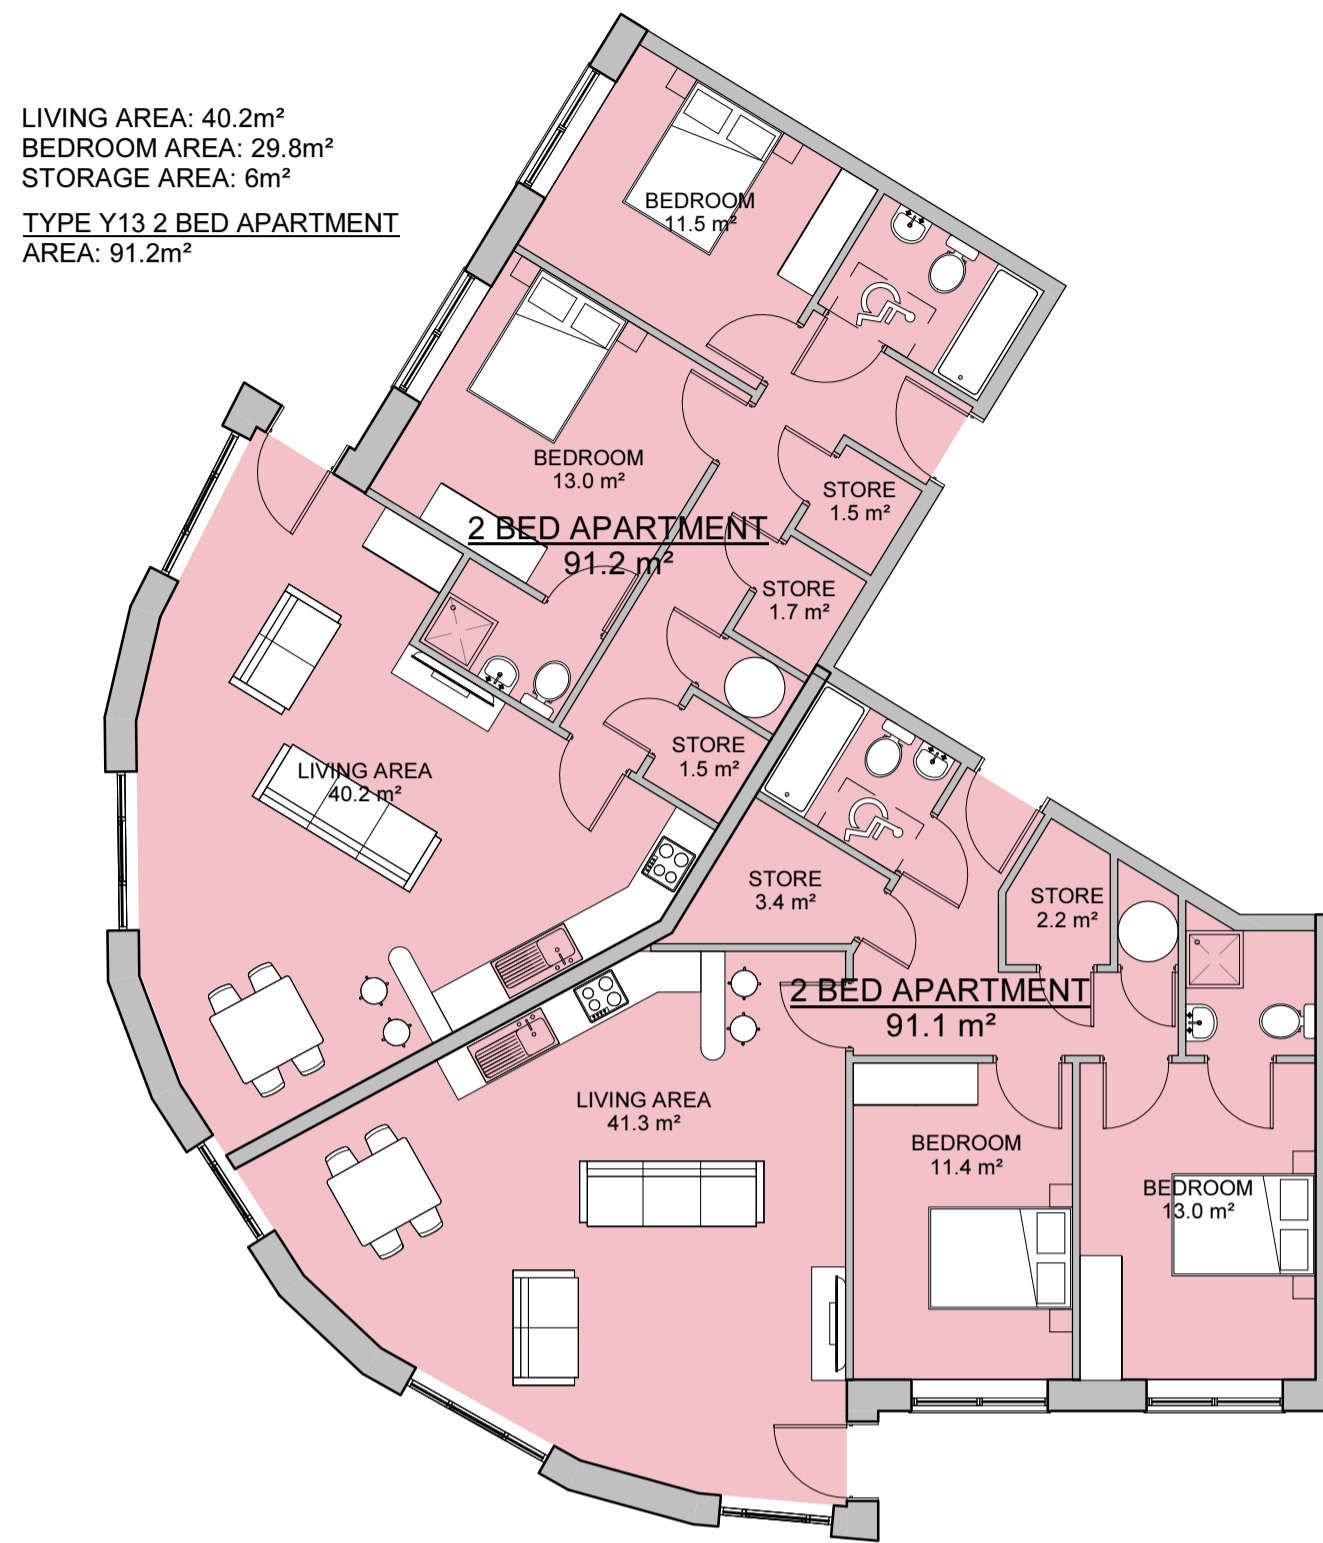 LIVING AREA: 40.2m²
BEDROOM AREA: 29.8m²
STORAGE AREA: 6m²
TYPE Y13 2 BED APARTMENT
AREA: 91.2m²
BEDROOM
11.5 m²
BEDROOM
13.0 m²
2 BED APARTMENT
91.2 m²
STORE
1.5 m²
STORE
1.7 m²
STORE
1.5 m²
LIVING AREA
40.2 m²
STORE
3.4 m²
STORE
2.2 m²
2 BED APARTMENT
91.1 m²
LIVING AREA
41.3 m²
BEDROOM
11.4 m²
BEDROOM
13.0 m²